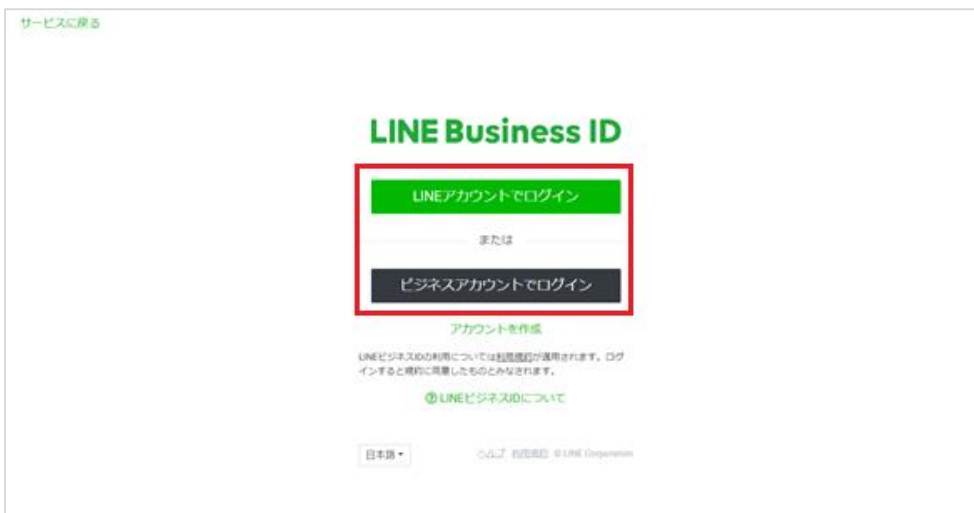 サービスに戻る
LINE Business ID
LINEアカウントでログイン
または
ビジネスアカウントでログイン
アカウントを作成
LINEビジネスIDの利用については利用規約が適用されます。ログ
インすると規約に同意したものとみなされます。
? LINEビジネスIDについて
日本語
ヘルプ 利用規約 © LINE Corporation